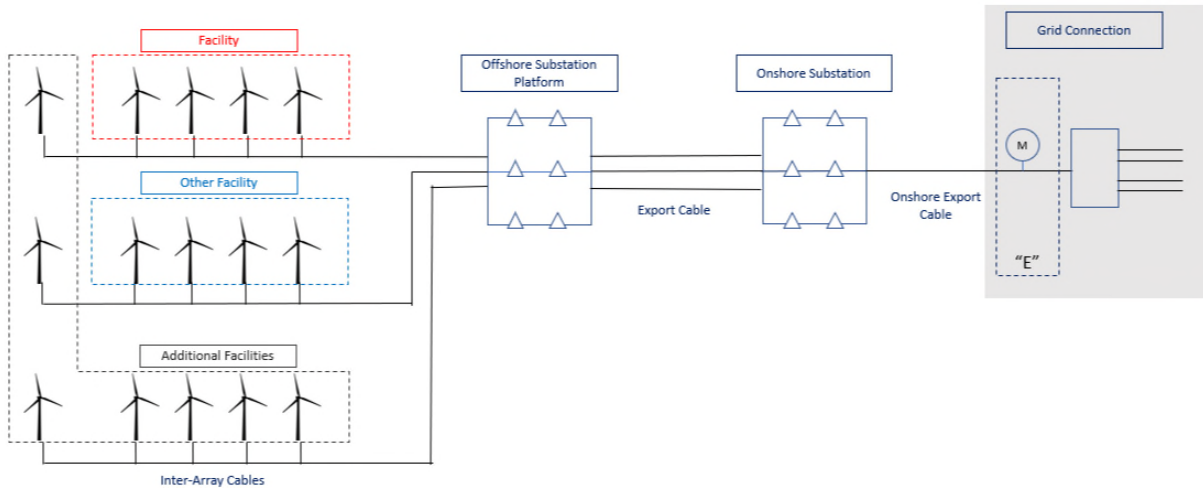 Facility
Offshore Substation
Platform
Onshore Substation
Grid Connection
M
Other Facility
Export Cable
Onshore Export
Cable
"E"
Additional Facilities
Inter-Array Cables